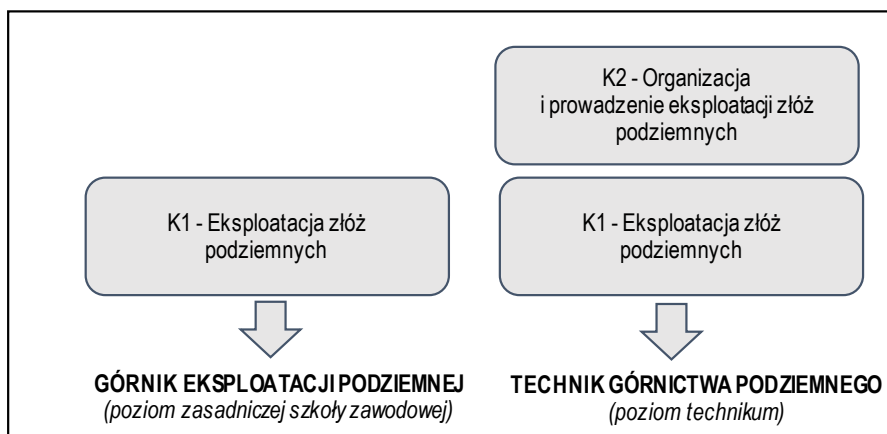 K2 - Organizacja
i prowadzenie eksploatacji złóż
podziemnych
K1 - Eksploatacja złóż
podziemnych
K1 - Eksploatacja złóż
podziemnych
GÓRNIK EKSPLOATACJI PODZIEMNEJ
(poziom zasadniczej szkoły zawodowej)
TECHNIK GÓRNICTWA PODZIEMNEGO
(poziom technikum)